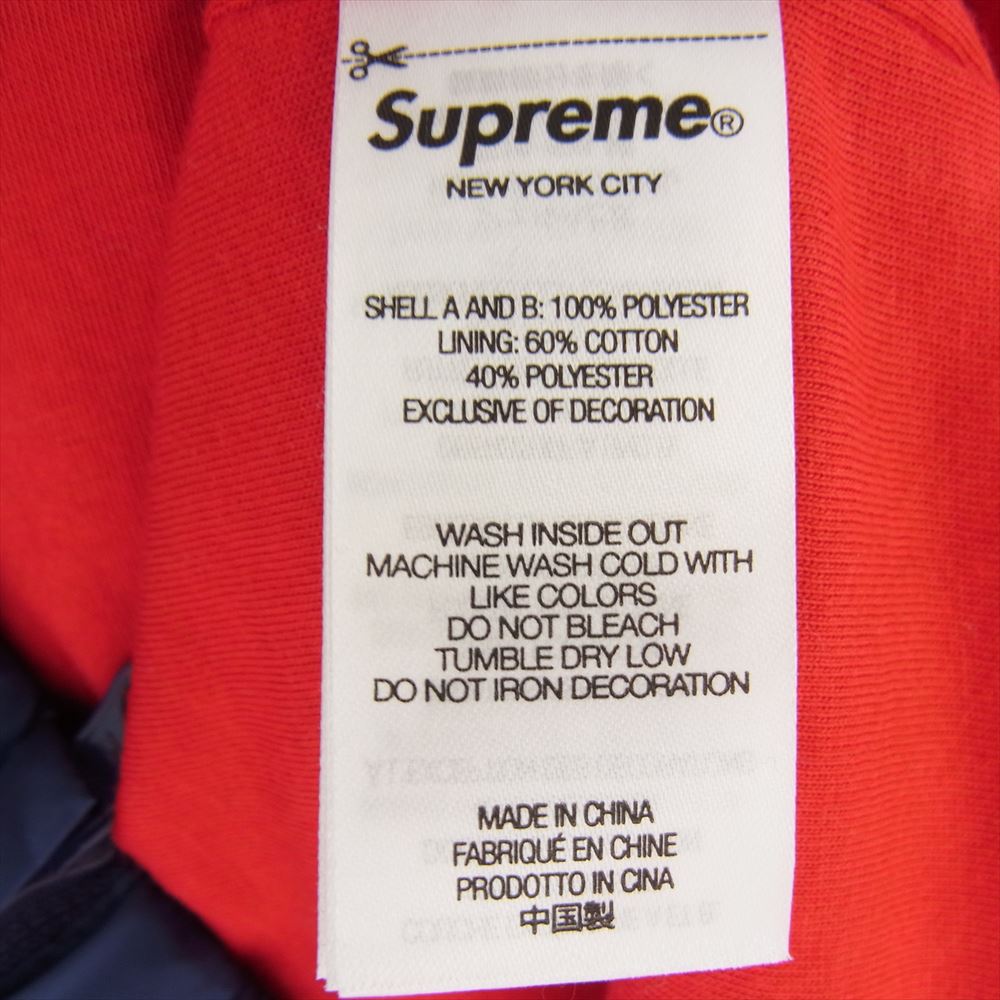 Supreme®
NEW YORK CITY
SHELL A AND B: 100% POLYESTER
LINING: 60% COTTON
40% POLYESTER
EXCLUSIVE OF DECORATION
WASH INSIDE OUT
MACHINE WASH COLD WITH
LIKE COLORS
DO NOT BLEACH
TUMBLE DRY LOW
DO NOT IRON DECORATION
MADE IN CHINA
FABRIQUÉ EN CHINE
PRODOTTO IN CINA
中国製